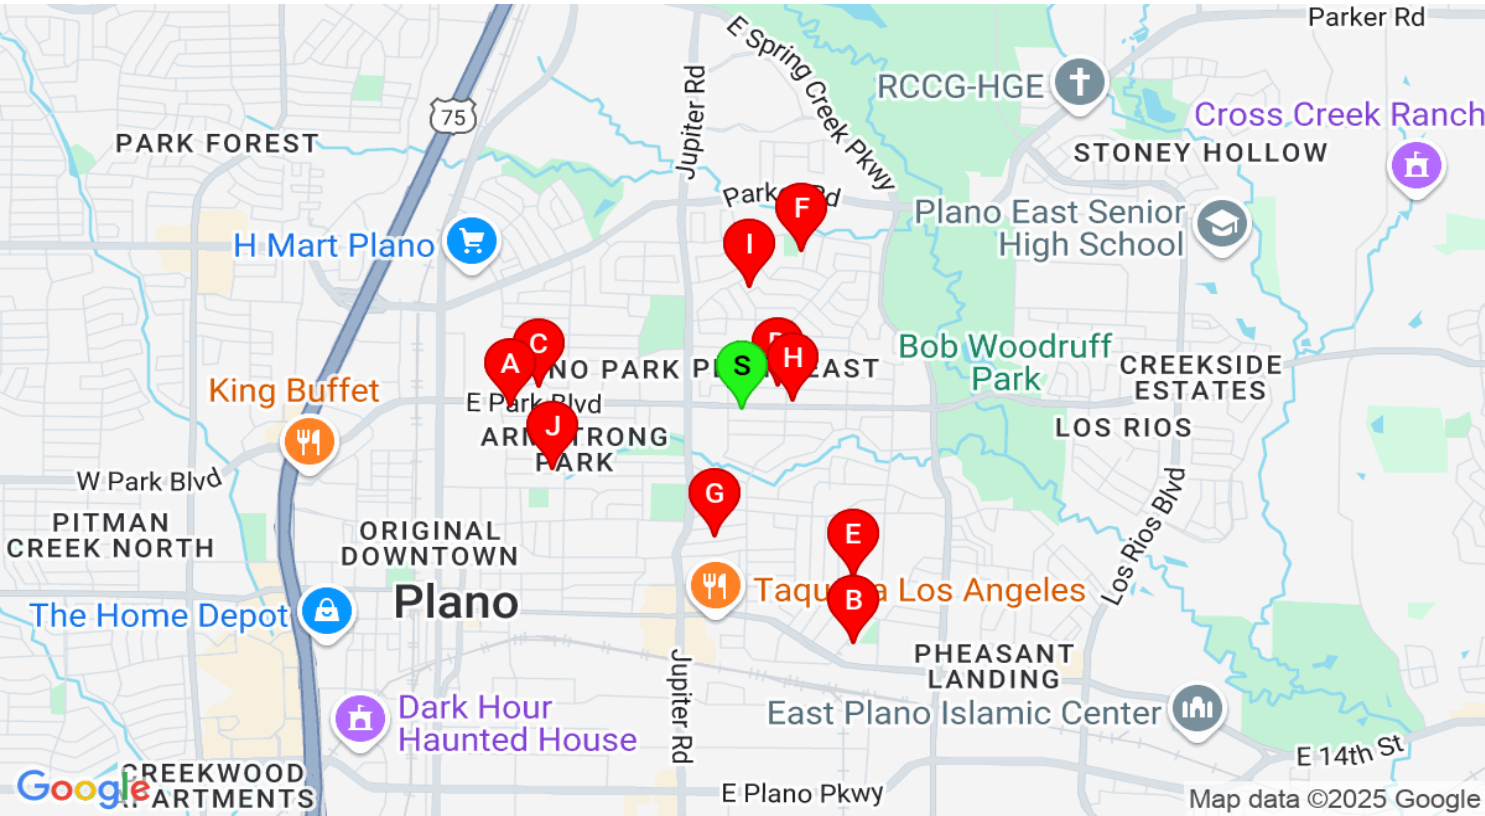 Parker Rd
E Spring Creek Pkwy
RCCG-HGE
75
Jupiter Rd
Cross Creek Ranch
PARK FOREST
STONEY HOLLOW
F
Plano East Senior
High School
H Mart Plano
I
C
A
S
H
Bob Woodruff
Park
CREEKSIDE
ESTATES
PARK
EAST
King Buffet
E Park Blvd
J
ARMSTRONG
PARK
LOS RIOS
W Park Blvd
G
Los Rios Blvd
PITMAN
CREEK NORTH
ORIGINAL
DOWNTOWN
E
Plano
Los Angeles
B
The Home Depot
PHEASANT
LANDING
Jupiter Rd
Dark Hour
Haunted House
East Plano Islamic Center
E 14th St
CREEKWOOD
APARTMENTS
Google
E Plano Pkwy
Map data ©2025 Google